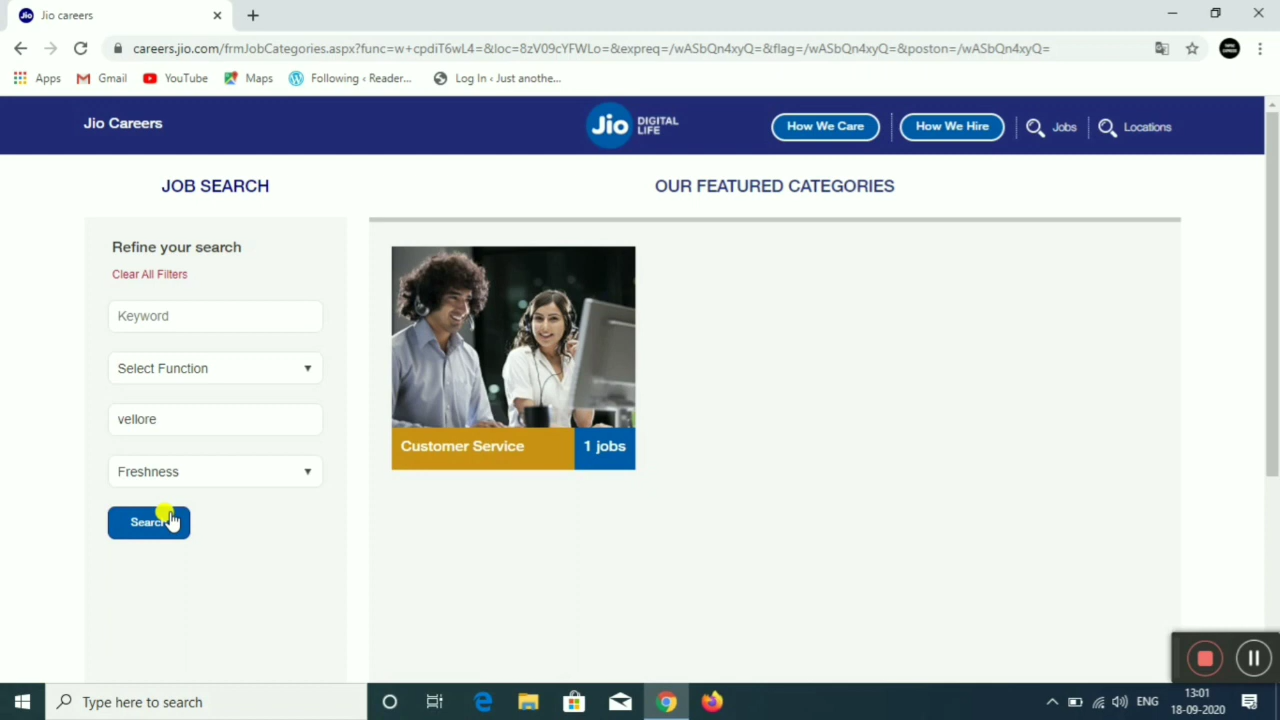 Jio careers
careers.jio.com/frmJobCategories.aspx?func=w+cpdiT6wL4=&loc=8zV09cYFWLo=&expreq=/wASbQn4xyQ=&flag=/wASbQn4xyQ=&poston=/wASbQn4xyQ=
Apps Gmail YouTube Maps Following ‹ Reader... Log In ‹ Just anothe...
Jio Careers
Jio DIGITAL LIFE
How We Care How We Hire Jobs Locations
JOB SEARCH
OUR FEATURED CATEGORIES
Refine your search
Clear All Filters
Keyword
Select Function
vellore
Freshness
Search
Customer Service 1 jobs
Type here to search
ENG
13:01
18-09-2020